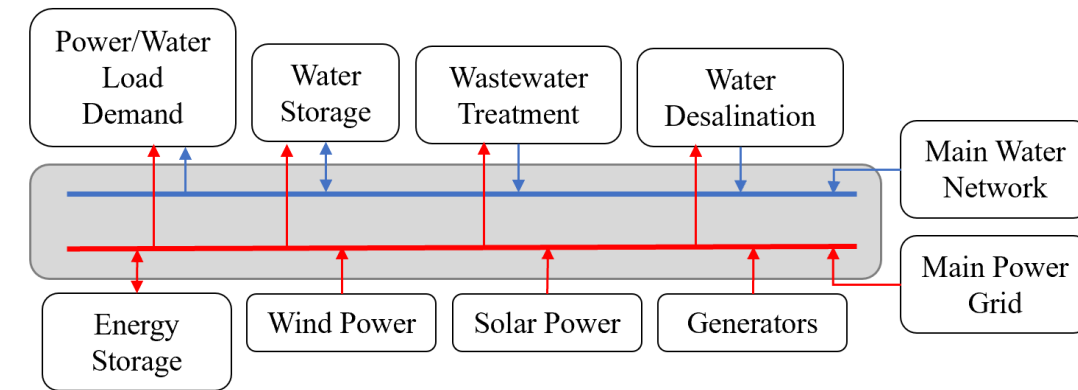 Power/Water
Load
Demand
Water
Storage
Wastewater
Treatment
Water
Desalination
Main Water
Network
Main Power
Grid
Energy
Storage
Wind Power
Solar Power
Generators